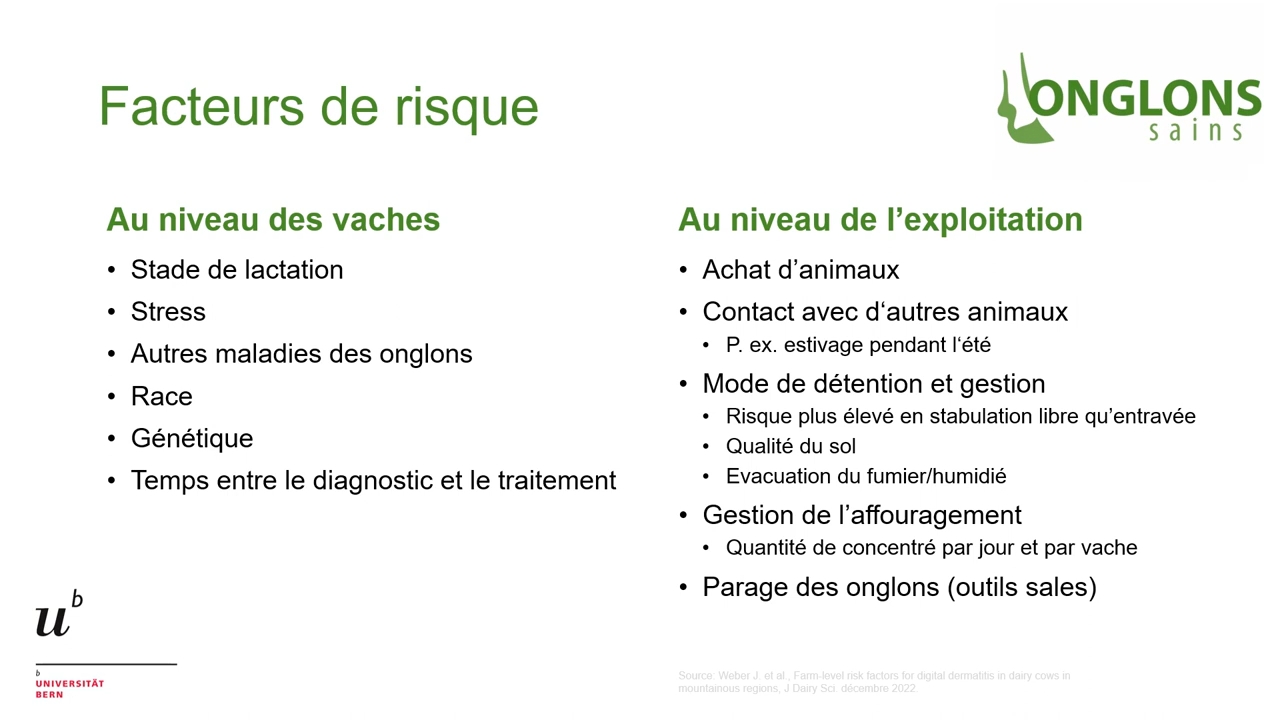 Facteurs de risque
ONGLONS
sains
Au niveau des vaches
• Stade de lactation
• Stress
• Autres maladies des onglons
• Race
• Génétique
• Temps entre le diagnostic et le traitement
Au niveau de l’exploitation
• Achat d’animaux
• Contact avec d‘autres animaux
• P. ex. estivage pendant l‘été
• Mode de détention et gestion
• Risque plus élevé en stabulation libre qu’entravée
• Qualité du sol
• Evacuation du fumier/humidié
• Gestion de l’affouragement
• Quantité de concentré par jour et par vache
• Parage des onglons (outils sales)
u b
b
UNIVERSITÄT
BERN
Source: Weber J. et al., Farm-level risk factors for digital dermatitis in dairy cows in
mountainous regions, J Dairy Sci. décembre 2022.